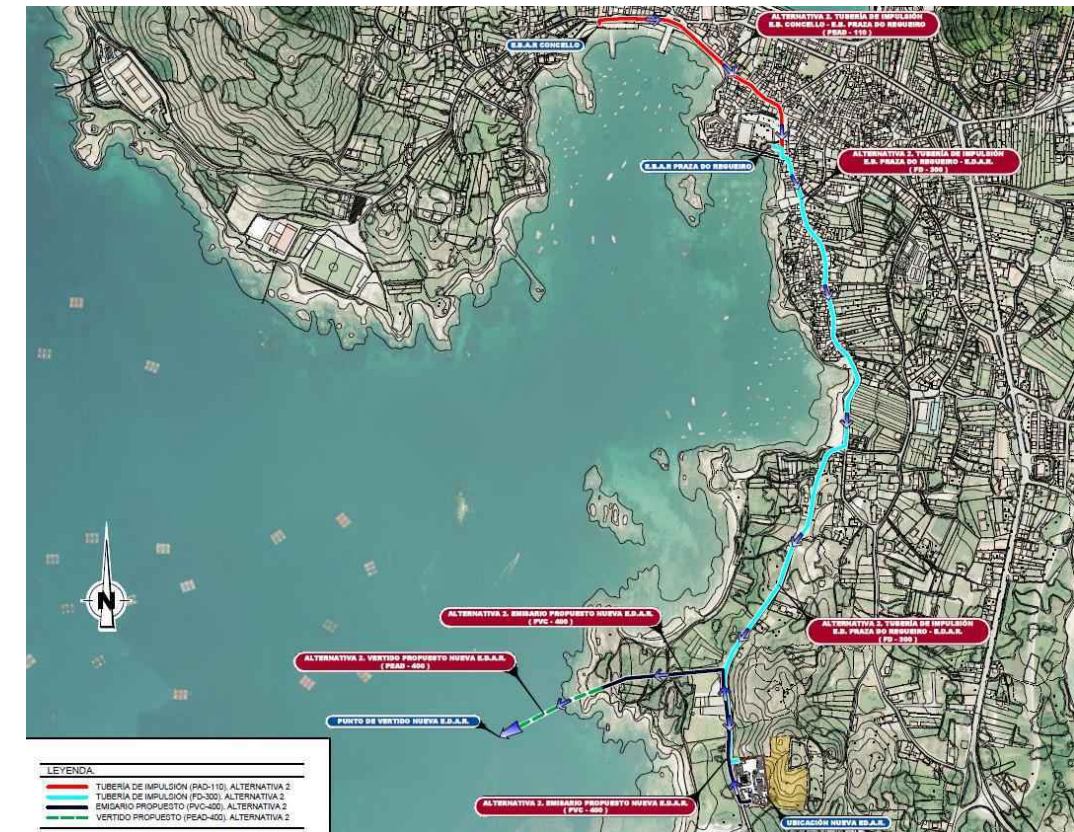 ALTERNATIVA 2. TUBERÍA DE IMPULSIÓN
E.B. CONCELLO - E.B. PRAZA DO REGUEIRO
( PEAD - 110 )
E.B.A.R CONCELLO
ALTERNATIVA 2. TUBERÍA DE IMPULSIÓN
E.B. PRAZA DO REGUEIRO - E.D.A.R.
( FD - 300 )
E.B.A.R PRAZA DO REGUEIRO
N
ALTERNATIVA 2. EMISARIO PROPUESTO NUEVA E.D.A.R.
( PVC - 400 )
ALTERNATIVA 2. TUBERÍA DE IMPULSIÓN
E.B. PRAZA DO REGUEIRO - E.D.A.R.
( FD - 300 )
ALTERNATIVA 2. VERTIDO PROPUESTO NUEVA E.D.A.R.
( PEAD - 400 )
PUNTO DE VERTIDO NUEVA E.D.A.R.
LEYENDA.
TUBERÍA DE IMPULSIÓN (PAD-110). ALTERNATIVA 2
TUBERÍA DE IMPULSIÓN (FD-300). ALTERNATIVA 2
EMISARIO PROPUESTO (PVC-400). ALTERNATIVA 2
VERTIDO PROPUESTO (PEAD-400). ALTERNATIVA 2
ALTERNATIVA 2. EMISARIO PROPUESTO NUEVA E.D.A.R.
( PVC - 400 )
UBICACIÓN NUEVA ED.A.R.